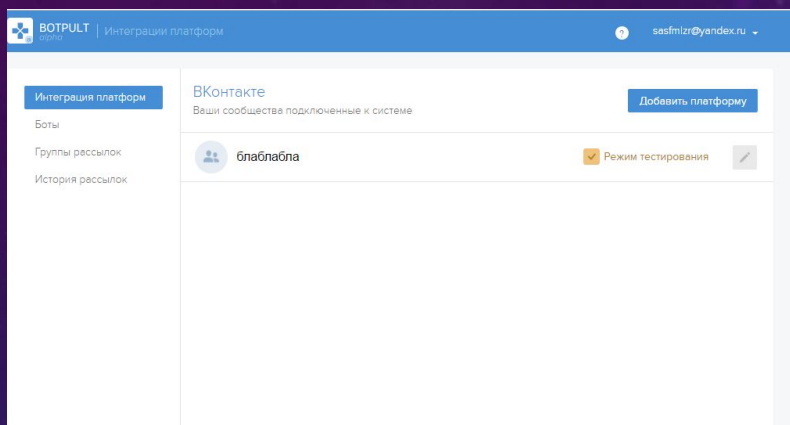 BOTPULT | Интеграции платформ
alpha
? sasfmlzr@yandex.ru
Интеграция платформ
Боты
Группы рассылок
История рассылок
ВКонтакте
Ваши сообщества подключенные к системе
Добавить платформу
блаблабла
Режим тестирования